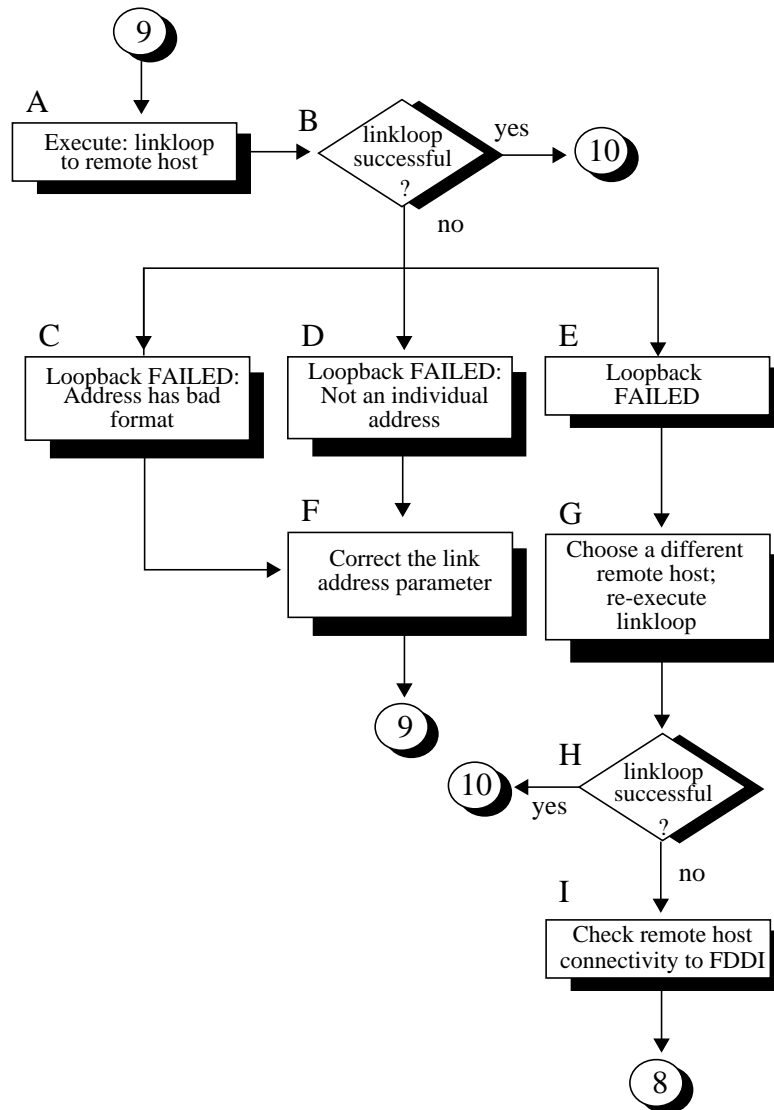 9
A
Execute: linkloop
to remote host
B
linkloop
successful
?
yes
10
no
C
Loopback FAILED:
Address has bad
format
D
Loopback FAILED:
Not an individual
address
E
Loopback
FAILED
F
Correct the link
address parameter
9
G
Choose a different
remote host;
re-execute
linkloop
H
linkloop
successful
?
yes
10
no
I
Check remote host
connectivity to FDDI
8